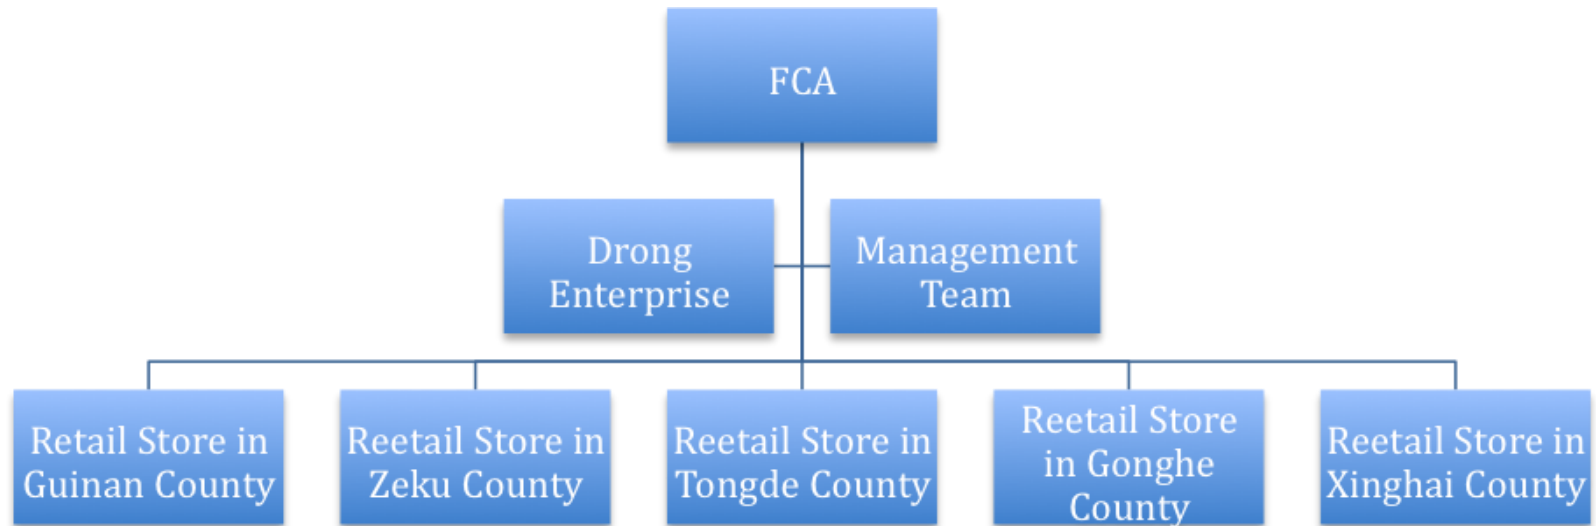 FCA
Drong
Enterprise
Management
Team
Retail Store in
Guinan County
Reetail Store in
Zeku County
Reetail Store in
Tongde County
Reetail Store
in Gonghe
County
Reetail Store in
Xinghai County